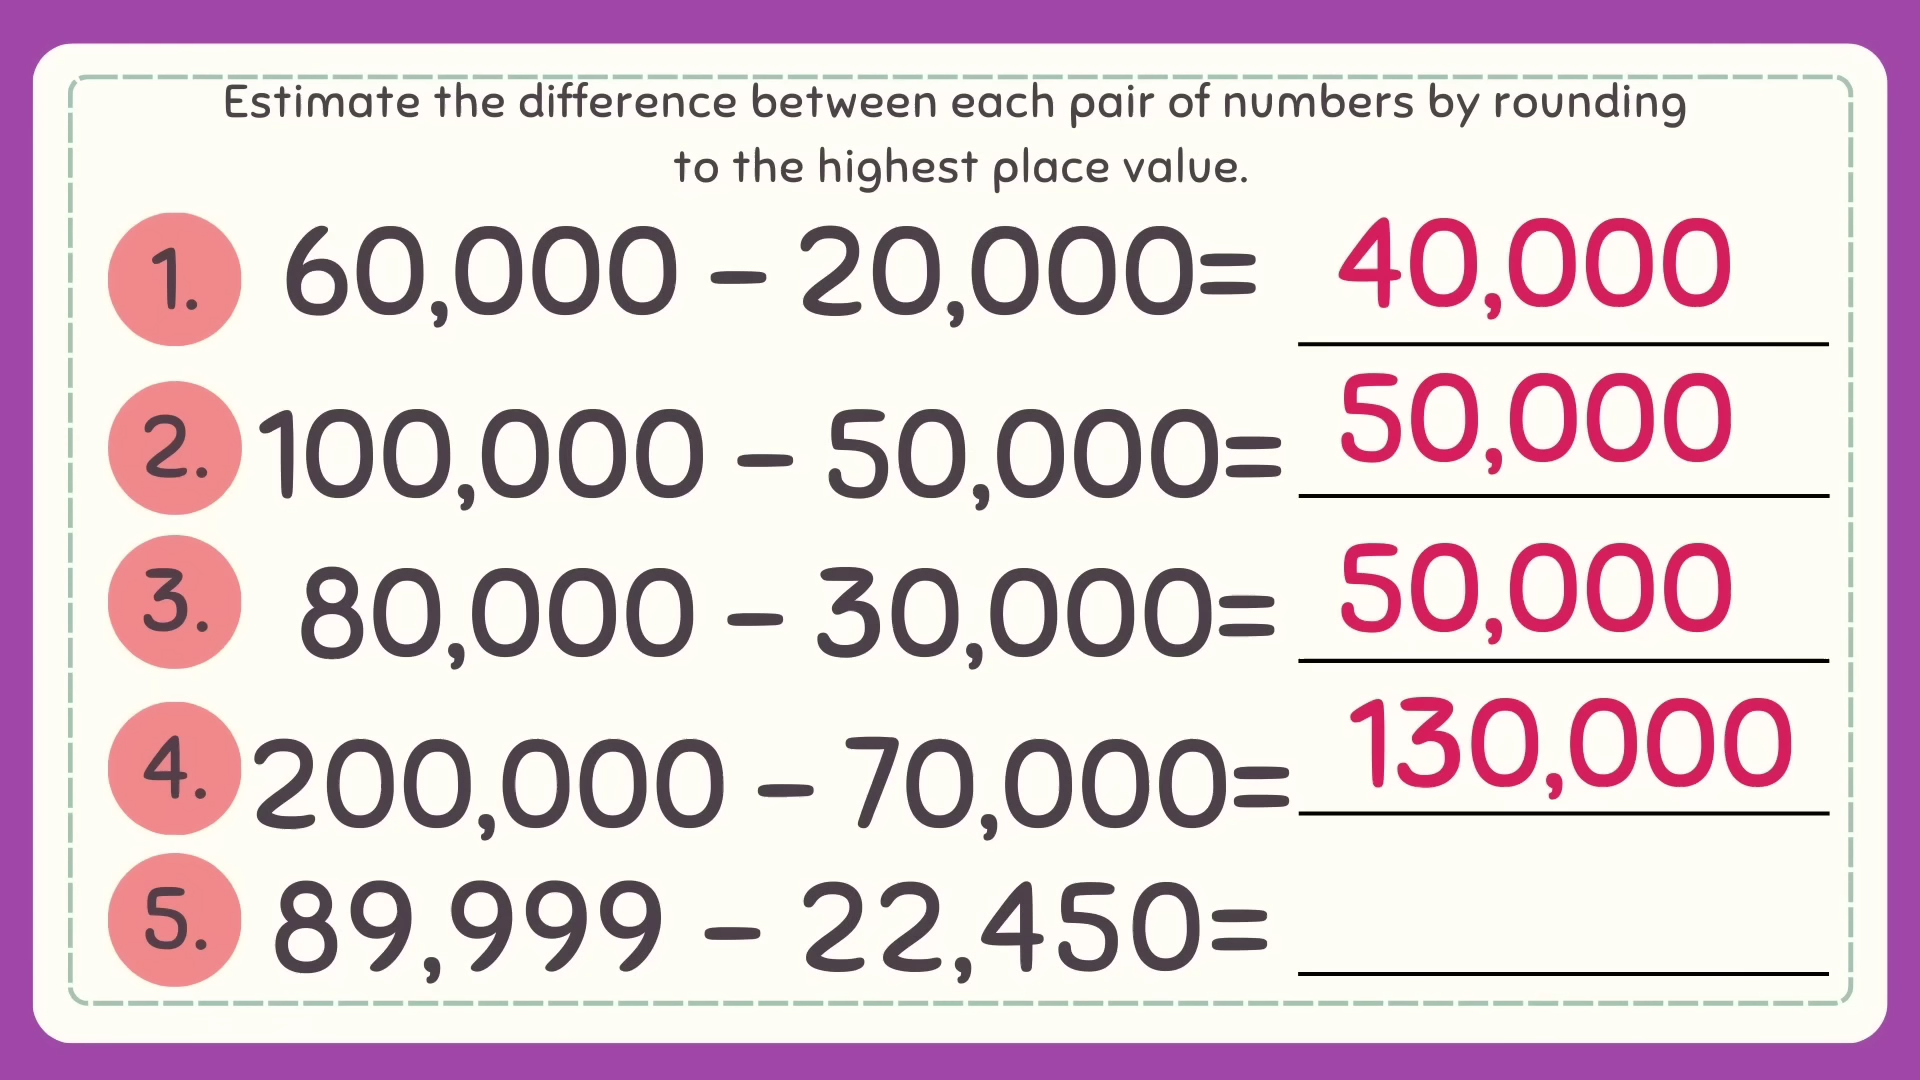 Estimate the difference between each pair of numbers by rounding
to the highest place value.
1. 60,000 – 20,000= 40,000
2. 100,000 – 50,000= 50,000
3. 80,000 – 30,000= 50,000
4. 200,000 – 70,000= 130,000
5. 89,999 – 22,450=